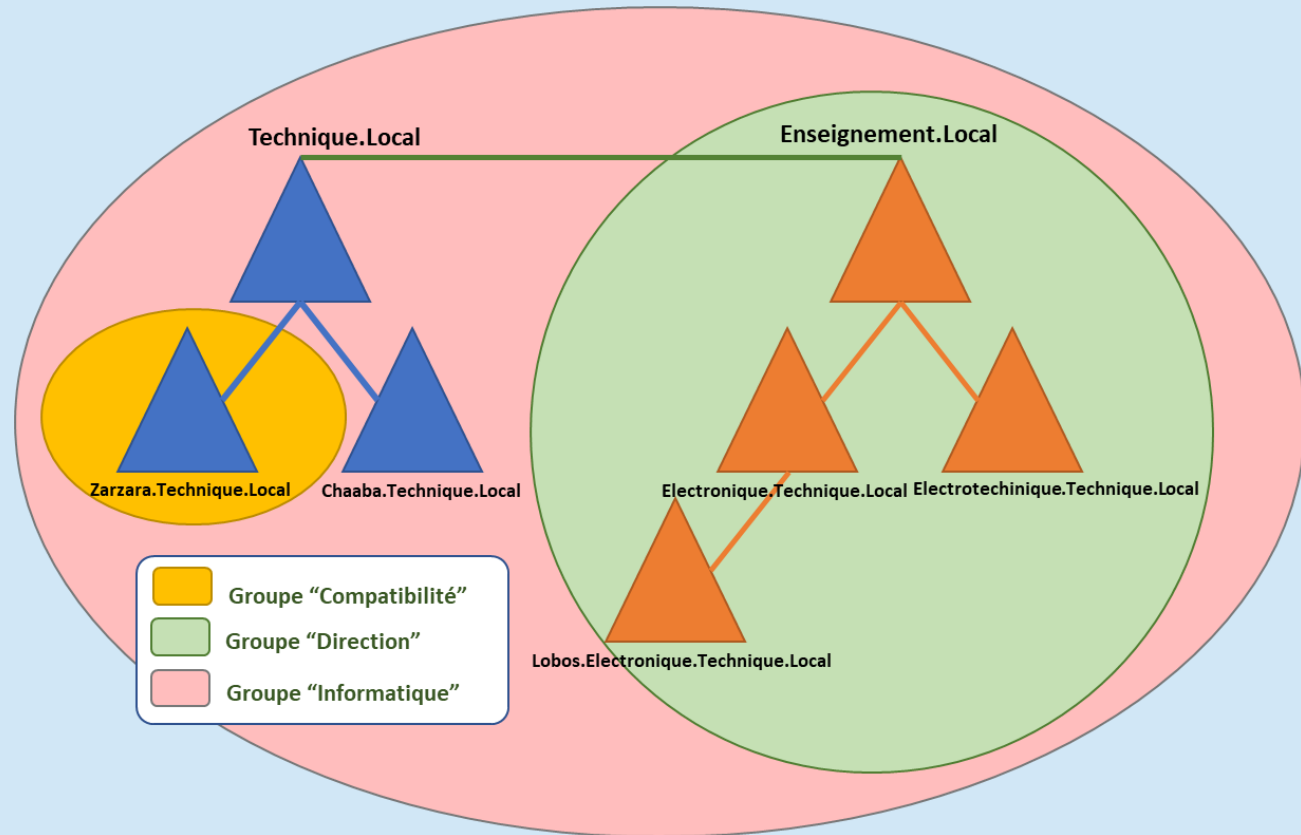 Technique.Local
Enseignement.Local
Zarzara.Technique.Local
Chaaba.Technique.Local
Electronique.Technique.Local
Electrotechinique.Technique.Local
Lobos.Electronique.Technique.Local
Groupe “Compatibilité”
Groupe “Direction”
Groupe “Informatique”